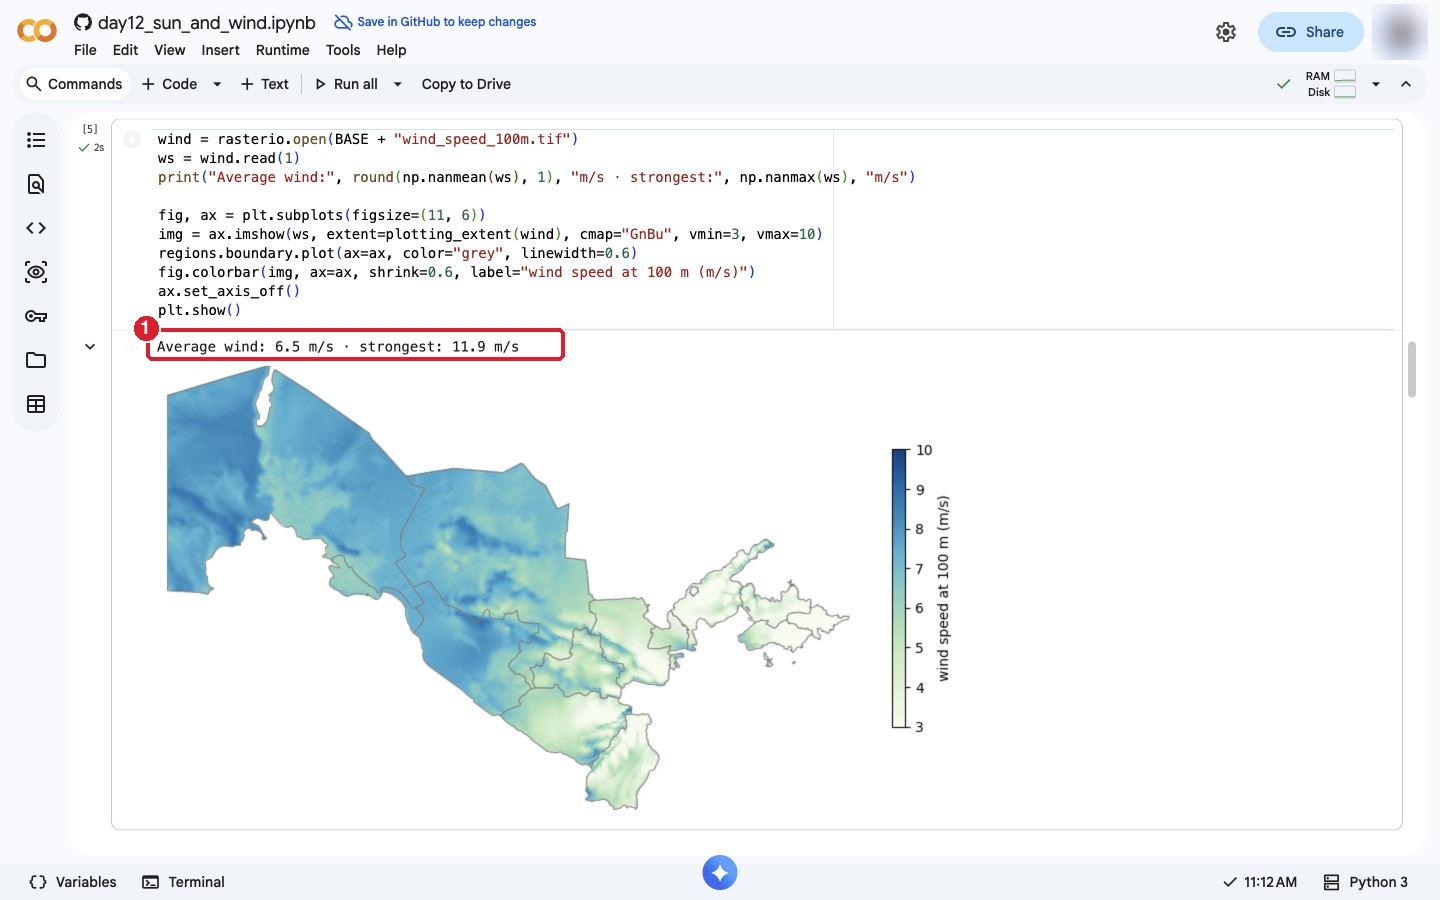 day12_sun_and_wind.ipynb
Save in GitHub to keep changes
File Edit View Insert Runtime Tools Help
Share
Commands + Code + Text Run all Copy to Drive
RAM
Disk
[5]
2s
wind = rasterio.open(BASE + "wind_speed_100m.tif")
ws = wind.read(1)
print("Average wind:", round(np.nanmean(ws), 1), "m/s · strongest:", np.nanmax(ws), "m/s")
fig, ax = plt.subplots(figsize=(11, 6))
img = ax.imshow(ws, extent=plotting_extent(wind), cmap="GnBu", vmin=3, vmax=10)
regions.boundary.plot(ax=ax, color="grey", linewidth=0.6)
fig.colorbar(img, ax=ax, shrink=0.6, label="wind speed at 100 m (m/s)")
ax.set_axis_off()
plt.show()
1
Average wind: 6.5 m/s · strongest: 11.9 m/s
10
9
8
7
6
5
4
3
wind speed at 100 m (m/s)
Variables Terminal
11:12 AM Python 3